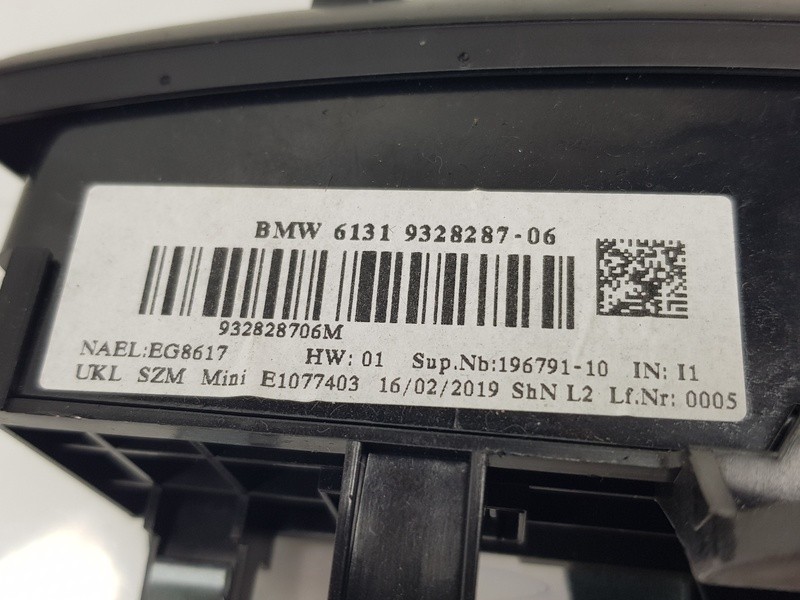 BMW 6131 9328287-06
932828706M
NAEL:EG8617 HW: 01 Sup.Nb:196791-10 IN: I1
UKL SZM Mini E1077403 16/02/2019 ShN L2 Lf.Nr: 0005